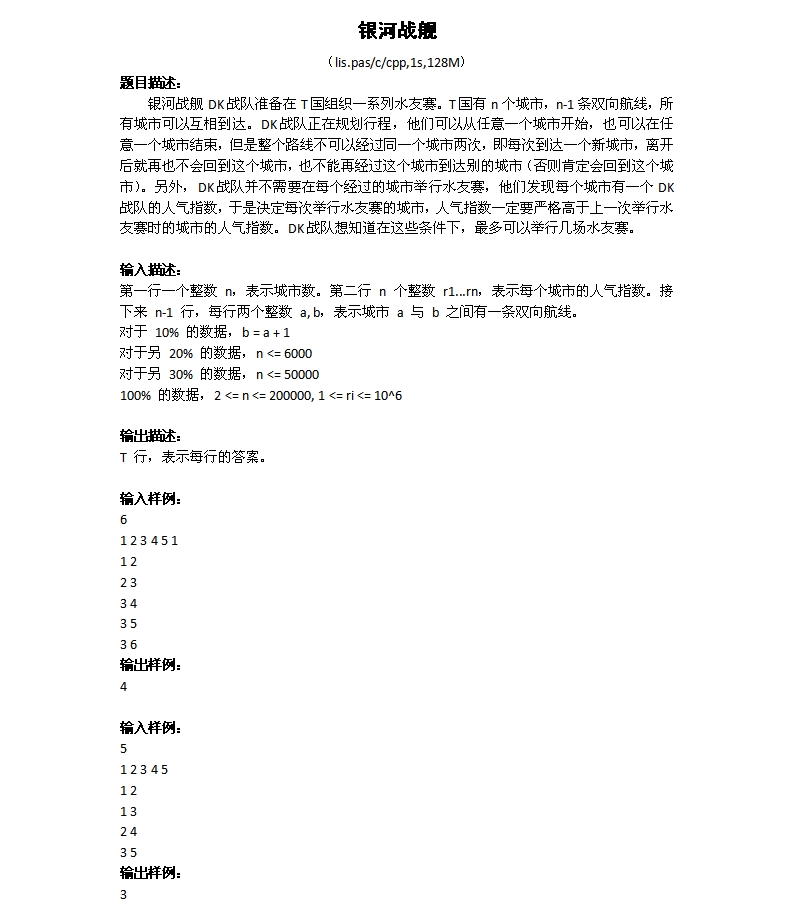 银河战舰
（lis.pas/c/cpp,1s,128M）
题目描述：
银河战舰 DK战队准备在 T 国组织一系列水友赛。T 国有 n 个城市，n-1 条双向航线，所
有城市可以互相到达。DK战队正在规划行程，他们可以从任意一个城市开始，也可以在任
意一个城市结束，但是整个路线不可以经过同一个城市两次，即每次到达一个新城市，离开
后就再也不会回到这个城市，也不能再经过这个城市到达别的城市（否则肯定会回到这个城
市）。另外，DK战队并不需要在每个经过的城市举行水友赛，他们发现每个城市有一个 DK
战队的人气指数，于是决定每次举行水友赛的城市，人气指数一定要严格高于上一次举行水
友赛时的城市的人气指数。DK战队想知道在这些条件下，最多可以举行几场水友赛。
输入描述：
第一行一个整数 n，表示城市数。第二行 n 个整数 r1...rn，表示每个城市的人气指数。接
下来 n-1 行，每行两个整数 a, b，表示城市 a 与 b 之间有一条双向航线。
对于 10% 的数据，b = a + 1
对于另 20% 的数据，n <= 6000
对于另 30% 的数据，n <= 50000
100% 的数据，2 <= n <= 200000, 1 <= ri <= 10^6
输出描述：
T 行，表示每行的答案。
输入样例：
6
1 2 3 4 5 1
1 2
2 3
3 4
3 5
3 6
输出样例：
4
输入样例：
5
1 2 3 4 5
1 2
1 3
2 4
3 5
输出样例：
3